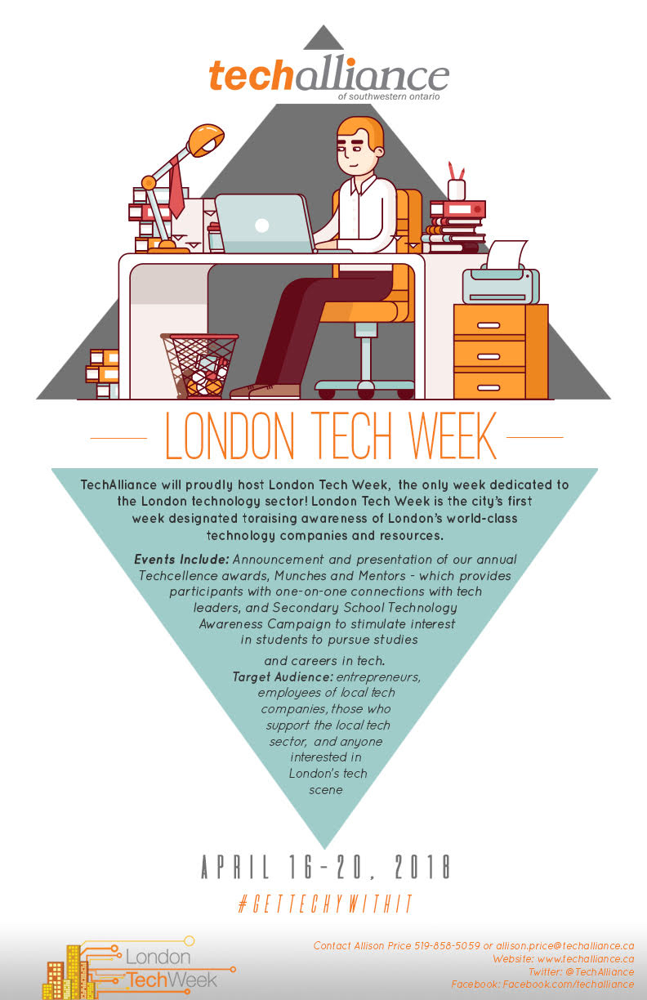 techalliance
of southwestern ontario
LONDON TECH WEEK
TechAlliance will proudly host London Tech Week, the only week dedicated to
the London technology sector! London Tech Week is the city's first
week designated toraising awareness of London's world-class
technology companies and resources.
Events Include: Announcement and presentation of our annual
Techcellence awards, Munches and Mentors - which provides
participants with one-on-one connections with tech
leaders, and Secondary School Technology
Awareness Campaign to stimulate interest
in students to pursue studies
and careers in tech.
Target Audience: entrepreneurs,
employees of local tech
companies, those who
support the local tech
sector, and anyone
interested in
London's tech
scene
APRIL 16-20, 2018
#GETTECHYWITHIT
London
TechWeek
Contact Allison Price 519-858-5059 or allison.price@techalliance.ca
Website: www.techalliance.ca
Twitter: @TechAlliance
Facebook: Facebook.com/techalliance